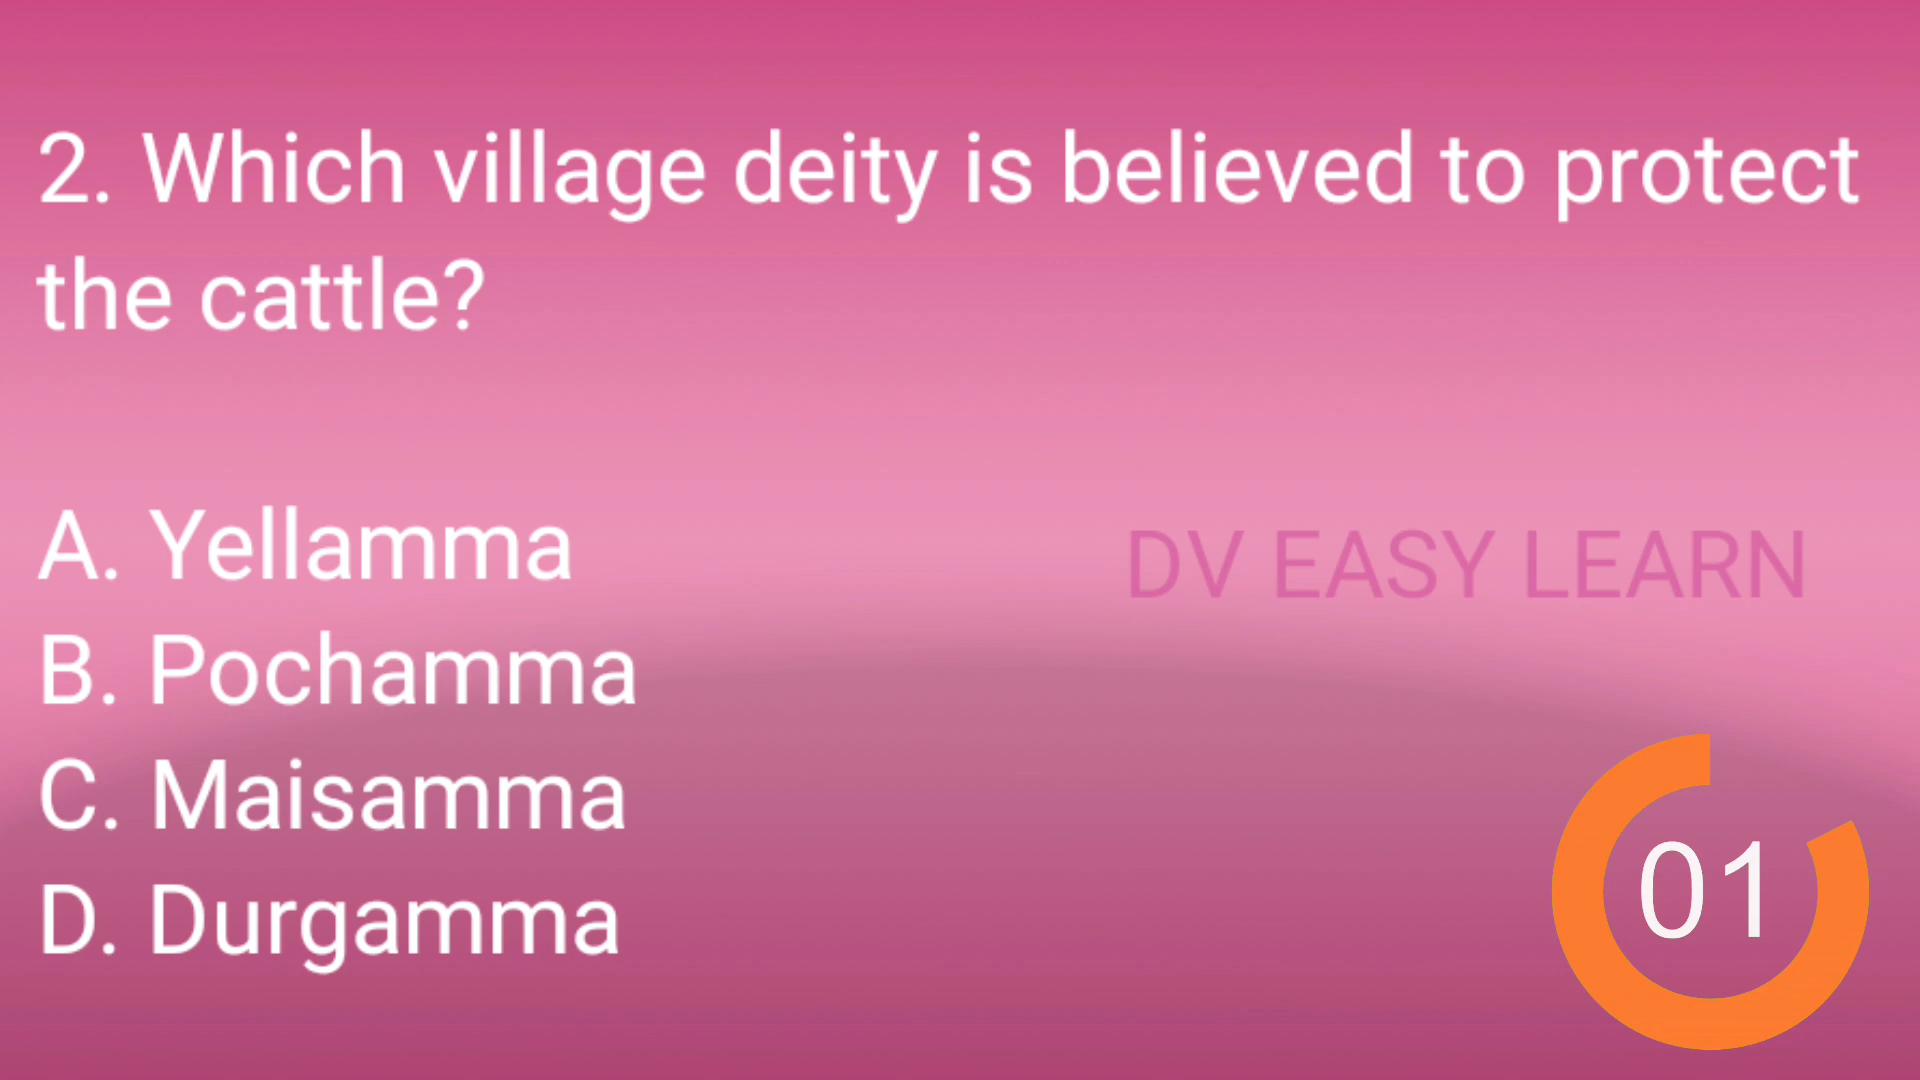 2. Which village deity is believed to protect
the cattle?
A. Yellamma
DV EASY LEARN
B. Pochamma
C. Maisamma
D. Durgamma
01